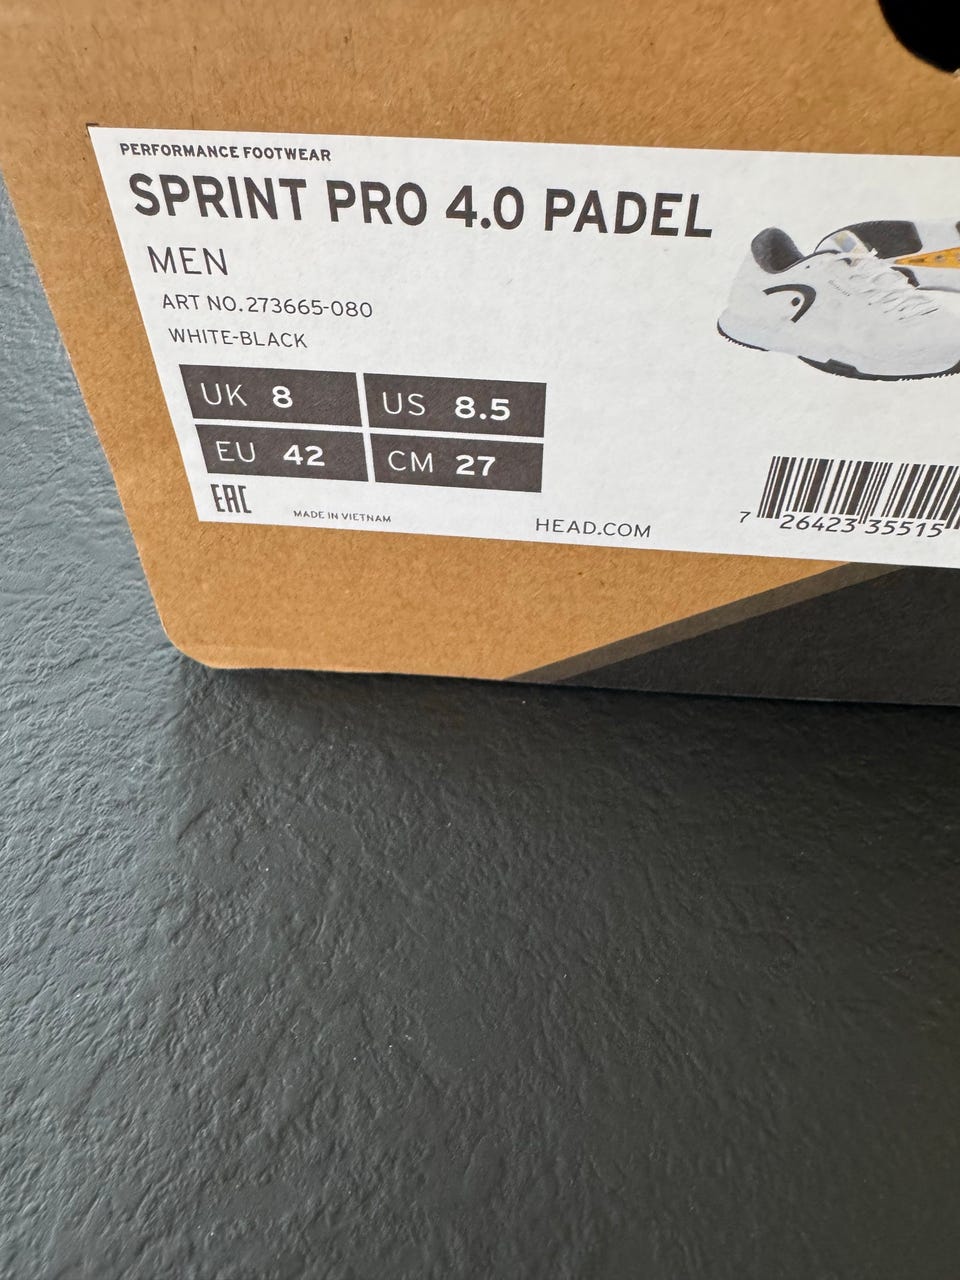 PERFORMANCE FOOTWEAR
SPRINT PRO 4.0 PADEL
MEN
ART NO. 273665-080
WHITE-BLACK
UK 8 US 8.5
EU 42 CM 27
EAC
MADE IN VIETNAM
HEAD.COM
7 26423 35515